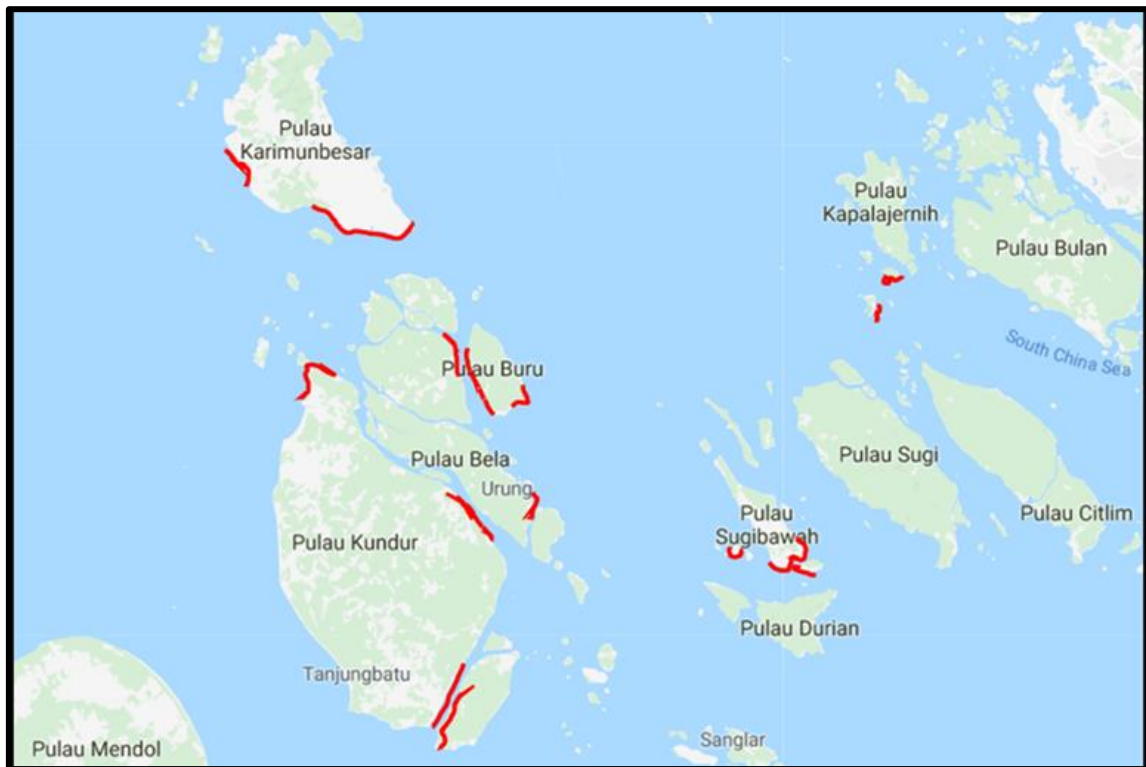 Pulau
Karimunbesar
Pulau
Kapalajernih
Pulau Bulan
South China Sea
Pulau Buru
Pulau Bela
Urung
Pulau Sugi
Pulau
Sugibawah
Pulau Citlim
Pulau Kundur
Pulau Durian
Tanjungbatu
Pulau Mendol
Sanglar